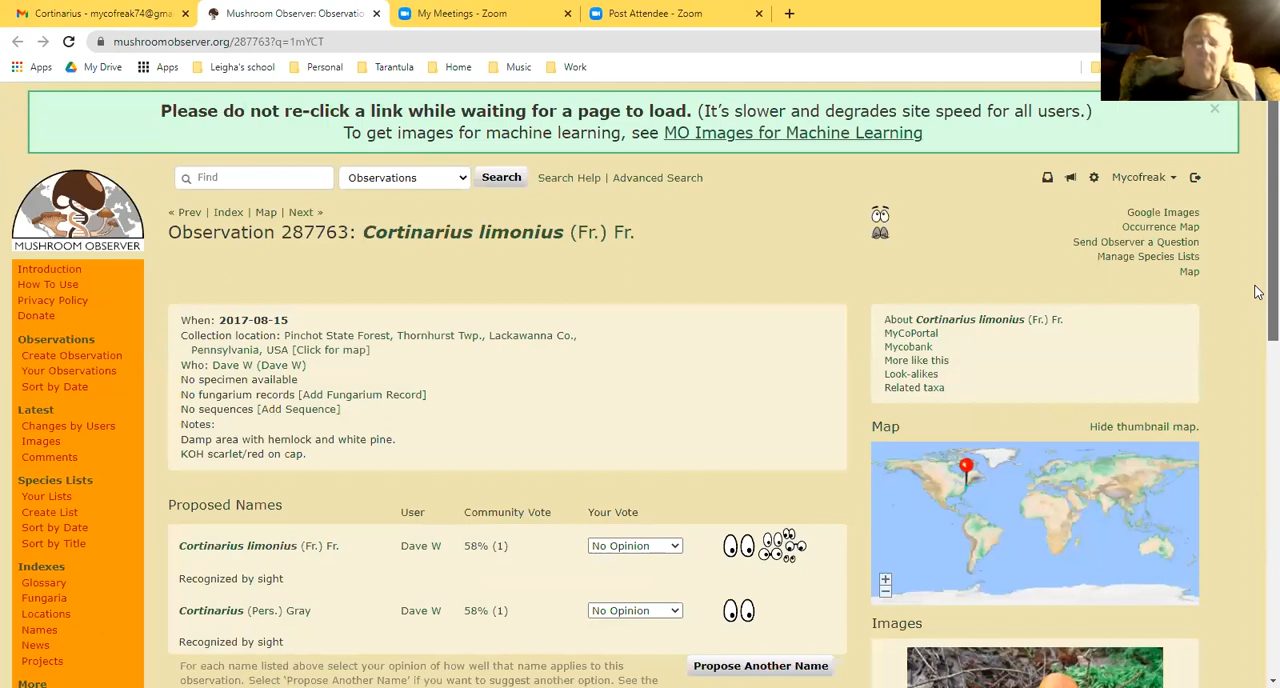 Cortinarius - mycofreak74@gma
Mushroom Observer: Observatio
My Meetings - Zoom
Post Attendee - Zoom
mushroomobserver.org/287763?q=1mYCT
Apps
My Drive
Apps
Leigha's school
Personal
Tarantula
Home
Music
Work
Please do not re-click a link while waiting for a page to load. (It's slower and degrades site speed for all users.)
To get images for machine learning, see MO Images for Machine Learning
Find
Observations
Search
Search Help | Advanced Search
Mycofreak
MUSHROOM OBSERVER
« Prev | Index | Map | Next »
Observation 287763: Cortinarius limonius (Fr.) Fr.
Google Images
Occurrence Map
Send Observer a Question
Manage Species Lists
Map
Introduction
How To Use
Privacy Policy
Donate
Observations
Create Observation
Your Observations
Sort by Date
Latest
Changes by Users
Images
Comments
Species Lists
Your Lists
Create List
Sort by Date
Sort by Title
Indexes
Glossary
Fungaria
Locations
Names
News
Projects
More
When: 2017-08-15
Collection location: Pinchot State Forest, Thornhurst Twp., Lackawanna Co.,
Pennsylvania, USA [Click for map]
Who: Dave W (Dave W)
No specimen available
No fungarium records [Add Fungarium Record]
No sequences [Add Sequence]
Notes:
Damp area with hemlock and white pine.
KOH scarlet/red on cap.
About Cortinarius limonius (Fr.) Fr.
MyCoPortal
Mycobank
More like this
Look-alikes
Related taxa
Map
Hide thumbnail map.
Proposed Names
User
Community Vote
Your Vote
Cortinarius limonius (Fr.) Fr.
Dave W
58% (1)
No Opinion
Recognized by sight
Cortinarius (Pers.) Gray
Dave W
58% (1)
No Opinion
Recognized by sight
For each name listed above select your opinion of how well that name applies to this
observation. Select 'Propose Another Name' if you want to suggest another option. See the
Propose Another Name
Images